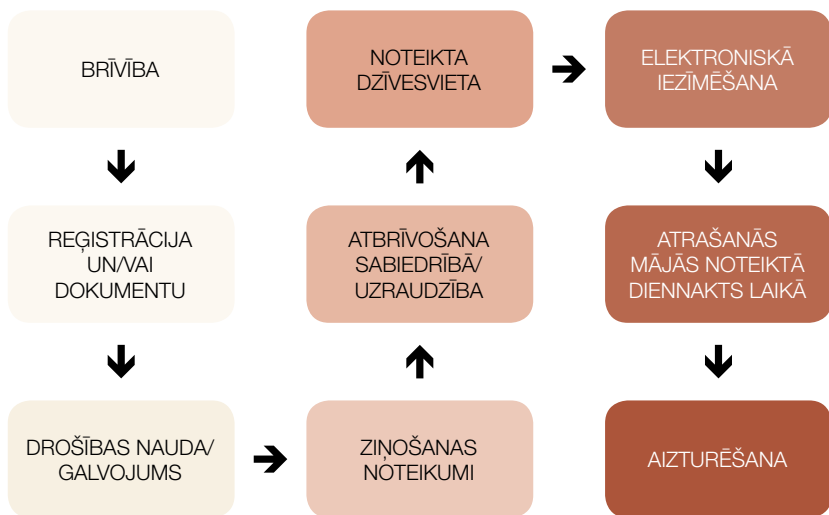 BRĪVĪBA
REĢISTRĀCIJA
UN/VAI
DOKUMENTU
DROŠĪBAS NAUDA/
GALVOJUMS
ZIŅOŠANAS
NOTEIKUMI
ATBRĪVOŠANA
SABIEDRĪBĀ/
UZRAUDZĪBA
NOTEIKTA
DZĪVESVIETA
ELEKTRONISKĀ
IEZĪMĒŠANA
ATRAŠANĀS
MĀJĀS NOTEIKTĀ
DIENNAKTS LAIKĀ
AIZTURĒŠANA